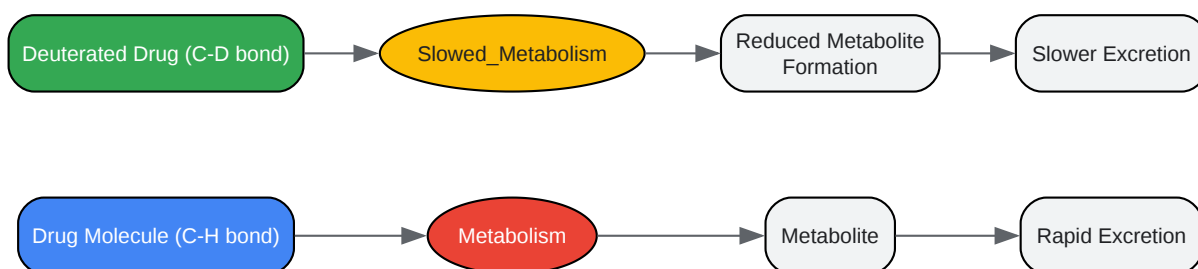 Deuterated Drug (C-D bond)
Slowed_Metabolism
Reduced Metabolite
Formation
Slower Excretion
Drug Molecule (C-H bond)
Metabolism
Metabolite
Rapid Excretion